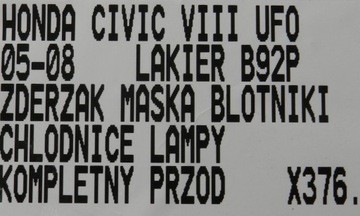 HONDA CIVIC VIII UFO
05-08 LAKIER B92P
ZDERZAK MASKA BLOTNIKI
CHLODNICE LAMPY
KOMPLETNY PRZOD X376.